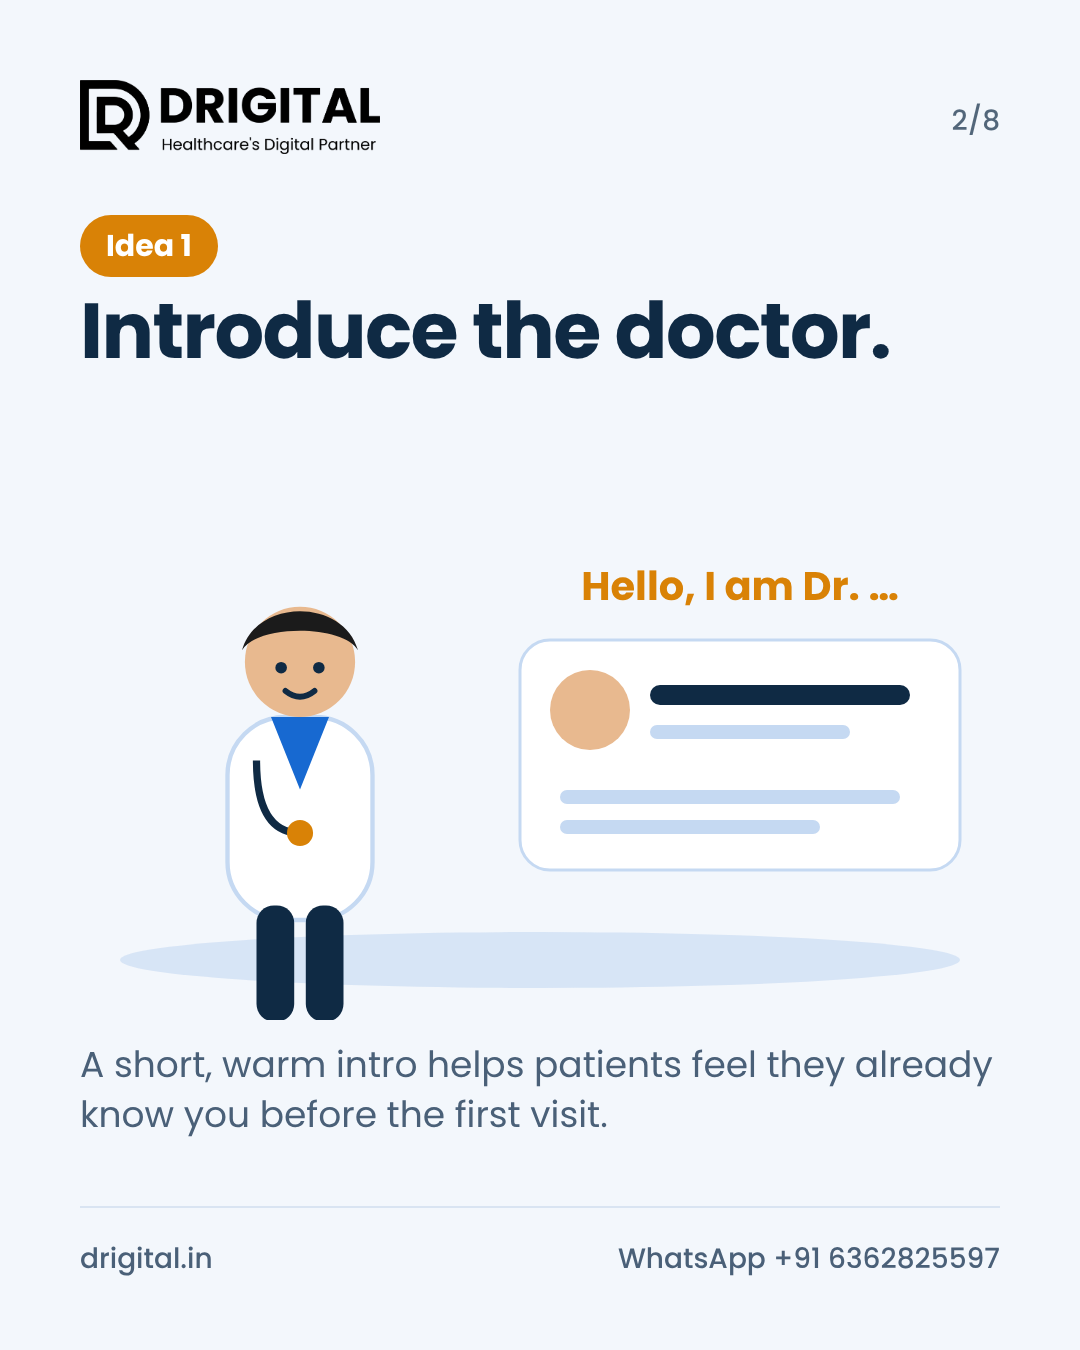 DRIGITAL
Healthcare's Digital Partner
2/8
Idea 1
Introduce the doctor.
Hello, I am Dr. ...
A short, warm intro helps patients feel they already
know you before the first visit.
drigital.in
WhatsApp +91 6362825597